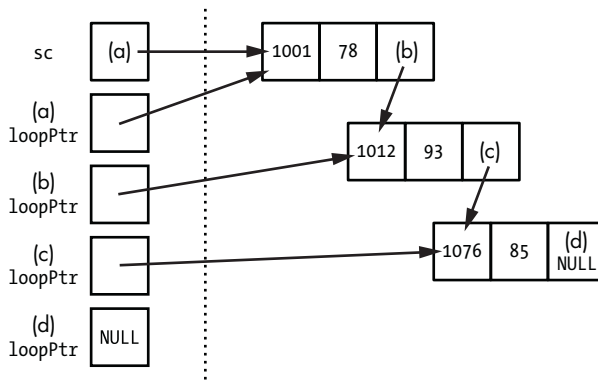 sc (a) 1001 78 (b)
(a)
loopPtr
1012 93 (c)
(b)
loopPtr
(c)
loopPtr
1076 85 (d)
NULL
(d)
loopPtr NULL